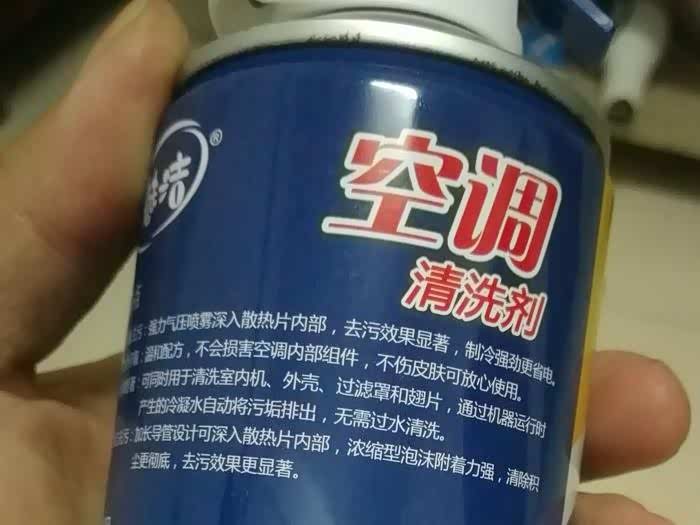 洁®
空调
清洗剂
强力气压喷雾深入散热片内部，去污效果显著，制冷强劲更省电。
温和配方，不会损害空调内部组件，不伤皮肤可放心使用。
可同时用于清洗室内机、外壳、过滤罩和翅片，通过机器运行时
产生的冷凝水自动将污垢排出，无需过水清洗。
加长导管设计可深入散热片内部，浓缩型泡沫附着力强，清除积
尘更彻底，去污效果更显著。